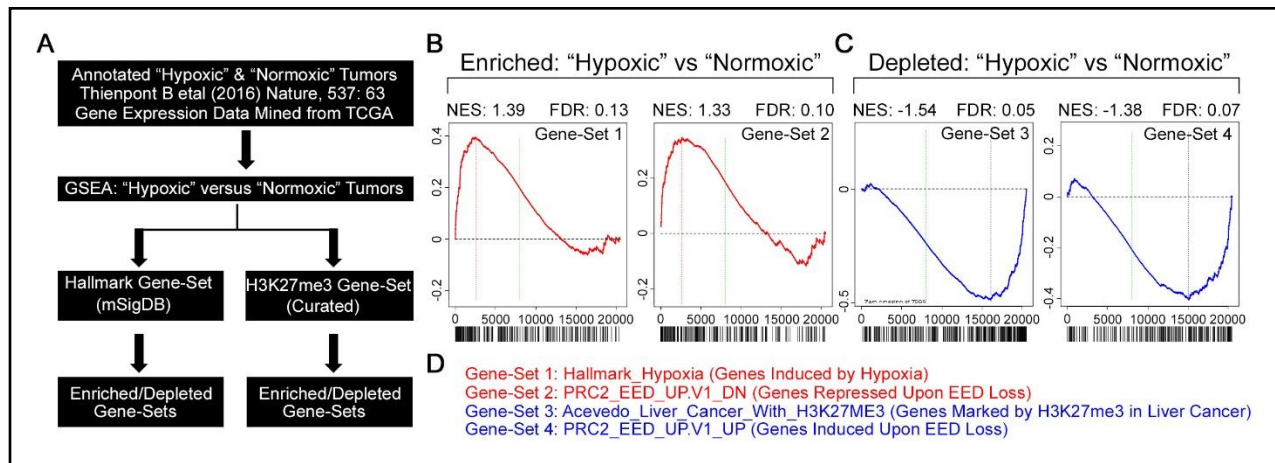 A
Annotated “Hypoxic” & “Normoxic” Tumors
Thienpont B etal (2016) Nature, 537: 63
Gene Expression Data Mined from TCGA
GSEA: “Hypoxic” versus “Normoxic” Tumors
Hallmark Gene-Set
(mSigDB)
H3K27me3 Gene-Set
(Curated)
Enriched/Depleted
Gene-Sets
Enriched/Depleted
Gene-Sets
B
Enriched: “Hypoxic” vs “Normoxic”
NES: 1.39 FDR: 0.13
Gene-Set 1
0.4
0.2
0
-0.2
0 5000 10000 15000 20000
NES: 1.33 FDR: 0.10
Gene-Set 2
0.2
0
-0.2
0 5000 10000 15000 20000
C
Depleted: “Hypoxic” vs “Normoxic”
NES: -1.54 FDR: 0.05
Gene-Set 3
0
-0.5
0 5000 10000 15000 20000
NES: -1.38 FDR: 0.07
Gene-Set 4
0.2
0
-0.2
-0.4
0 5000 10000 15000 20000
D
Gene-Set 1: Hallmark_Hypoxia (Genes Induced by Hypoxia)
Gene-Set 2: PRC2_EED_UP.V1_DN (Genes Repressed Upon EED Loss)
Gene-Set 3: Acevedo_Liver_Cancer_With_H3K27ME3 (Genes Marked by H3K27me3 in Liver Cancer)
Gene-Set 4: PRC2_EED_UP.V1_UP (Genes Induced Upon EED Loss)